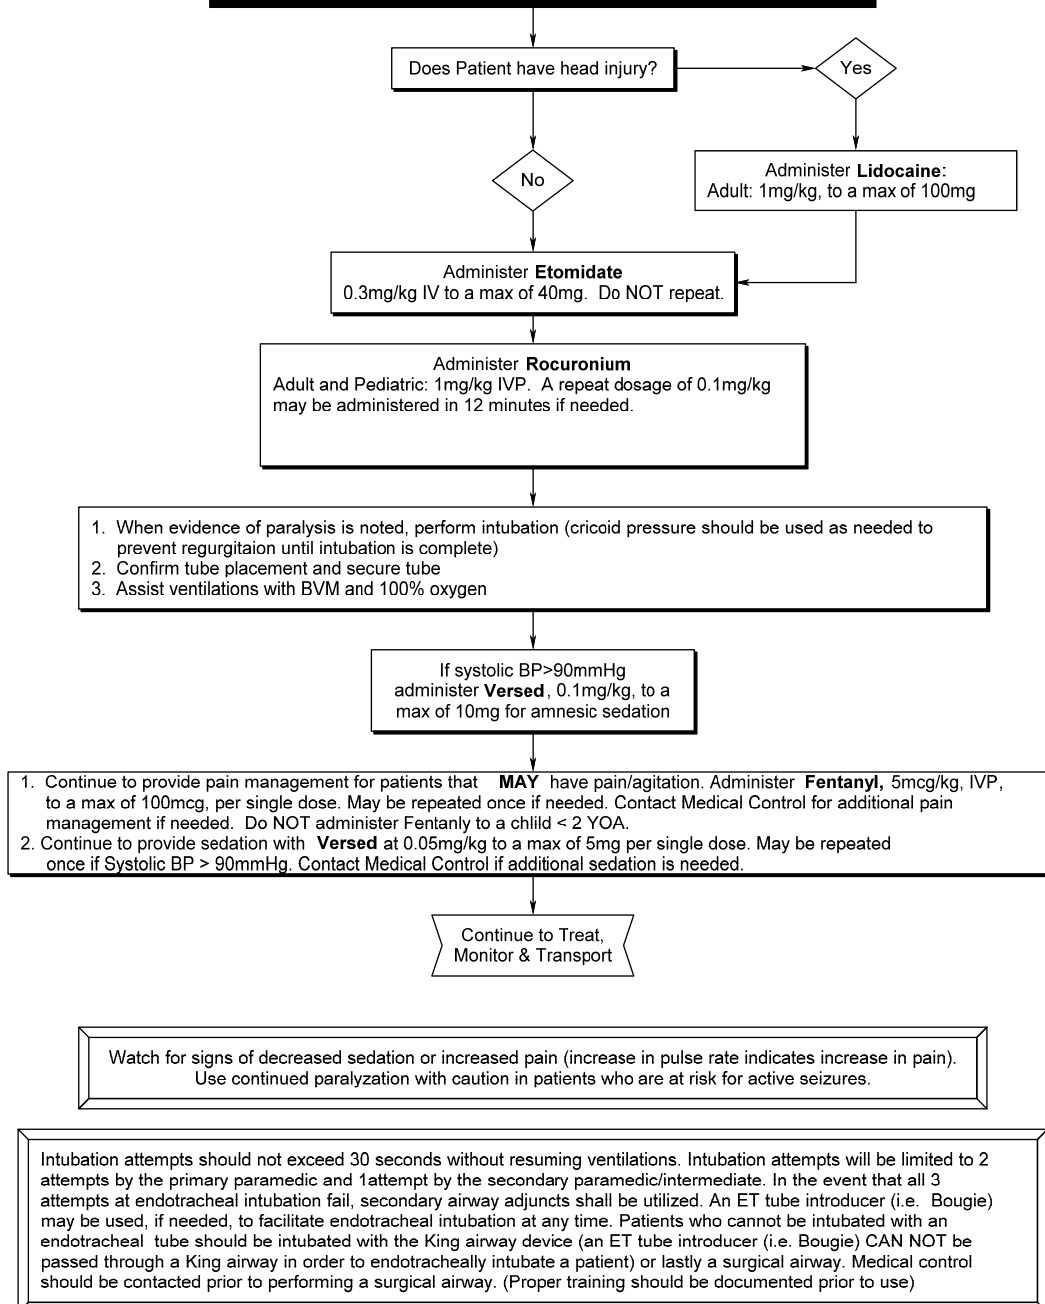 Does Patient have head injury?
Yes
No
Administer Lidocaine:
Adult: 1mg/kg, to a max of 100mg
Administer Etomidate
0.3mg/kg IV to a max of 40mg. Do NOT repeat.
Administer Rocuronium
Adult and Pediatric: 1mg/kg IVP. A repeat dosage of 0.1mg/kg
may be administered in 12 minutes if needed.
1. When evidence of paralysis is noted, perform intubation (cricoid pressure should be used as needed to
prevent regurgitaion until intubation is complete)
2. Confirm tube placement and secure tube
3. Assist ventilations with BVM and 100% oxygen
If systolic BP>90mmHg
administer Versed, 0.1mg/kg, to a
max of 10mg for amnesic sedation
1. Continue to provide pain management for patients that MAY have pain/agitation. Administer Fentanyl, 5mcg/kg, IVP,
to a max of 100mcg, per single dose. May be repeated once if needed. Contact Medical Control for additional pain
management if needed. Do NOT administer Fentanly to a chlild < 2 YOA.
2. Continue to provide sedation with Versed at 0.05mg/kg to a max of 5mg per single dose. May be repeated
once if Systolic BP > 90mmHg. Contact Medical Control if additional sedation is needed.
Continue to Treat,
Monitor & Transport
Watch for signs of decreased sedation or increased pain (increase in pulse rate indicates increase in pain).
Use continued paralyzation with caution in patients who are at risk for active seizures.
Intubation attempts should not exceed 30 seconds without resuming ventilations. Intubation attempts will be limited to 2
attempts by the primary paramedic and 1attempt by the secondary paramedic/intermediate. In the event that all 3
attempts at endotracheal intubation fail, secondary airway adjuncts shall be utilized. An ET tube introducer (i.e. Bougie)
may be used, if needed, to facilitate endotracheal intubation at any time. Patients who cannot be intubated with an
endotracheal tube should be intubated with the King airway device (an ET tube introducer (i.e. Bougie) CAN NOT be
passed through a King airway in order to endotracheally intubate a patient) or lastly a surgical airway. Medical control
should be contacted prior to performing a surgical airway. (Proper training should be documented prior to use)